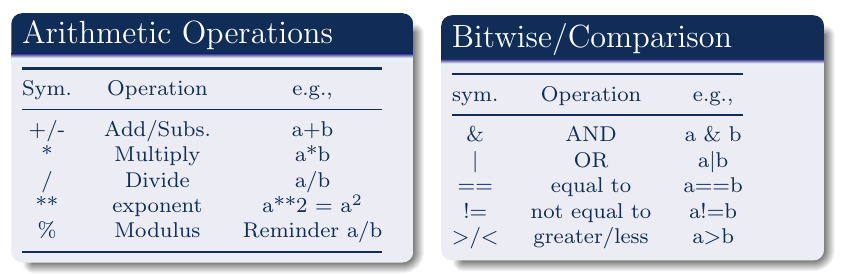 Arithmetic Operations
Sym. Operation e.g.,
+/- Add/Subs. a+b
* Multiply a*b
/ Divide a/b
** exponent a**2 = a²
% Modulus Reminder a/b
Bitwise/Comparison
sym. Operation e.g.,
& AND a & b
| OR a|b
== equal to a==b
!= not equal to a!=b
>/< greater/less a>b